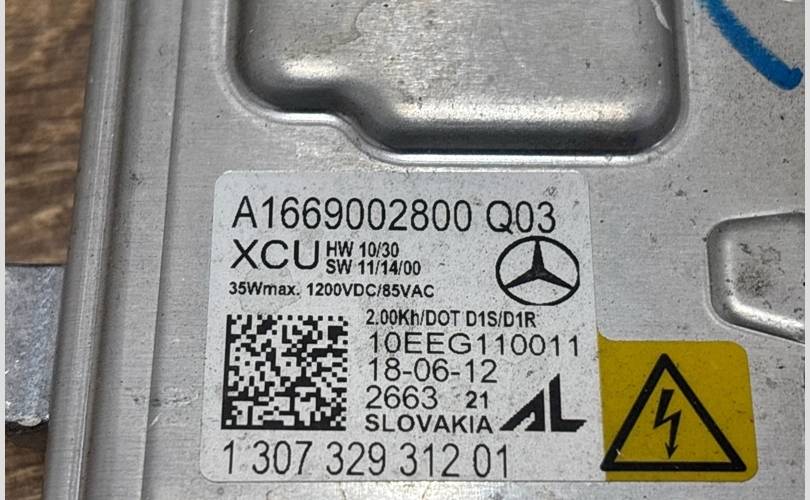 A1669002800 Q03
XCU HW 10/30
SW 11/14/00
35Wmax. 1200VDC/85VAC
2.00Kh/DOT D1S/D1R
10EEG110011
18-06-12
2663 21
SLOVAKIA AL
1 307 329 312 01